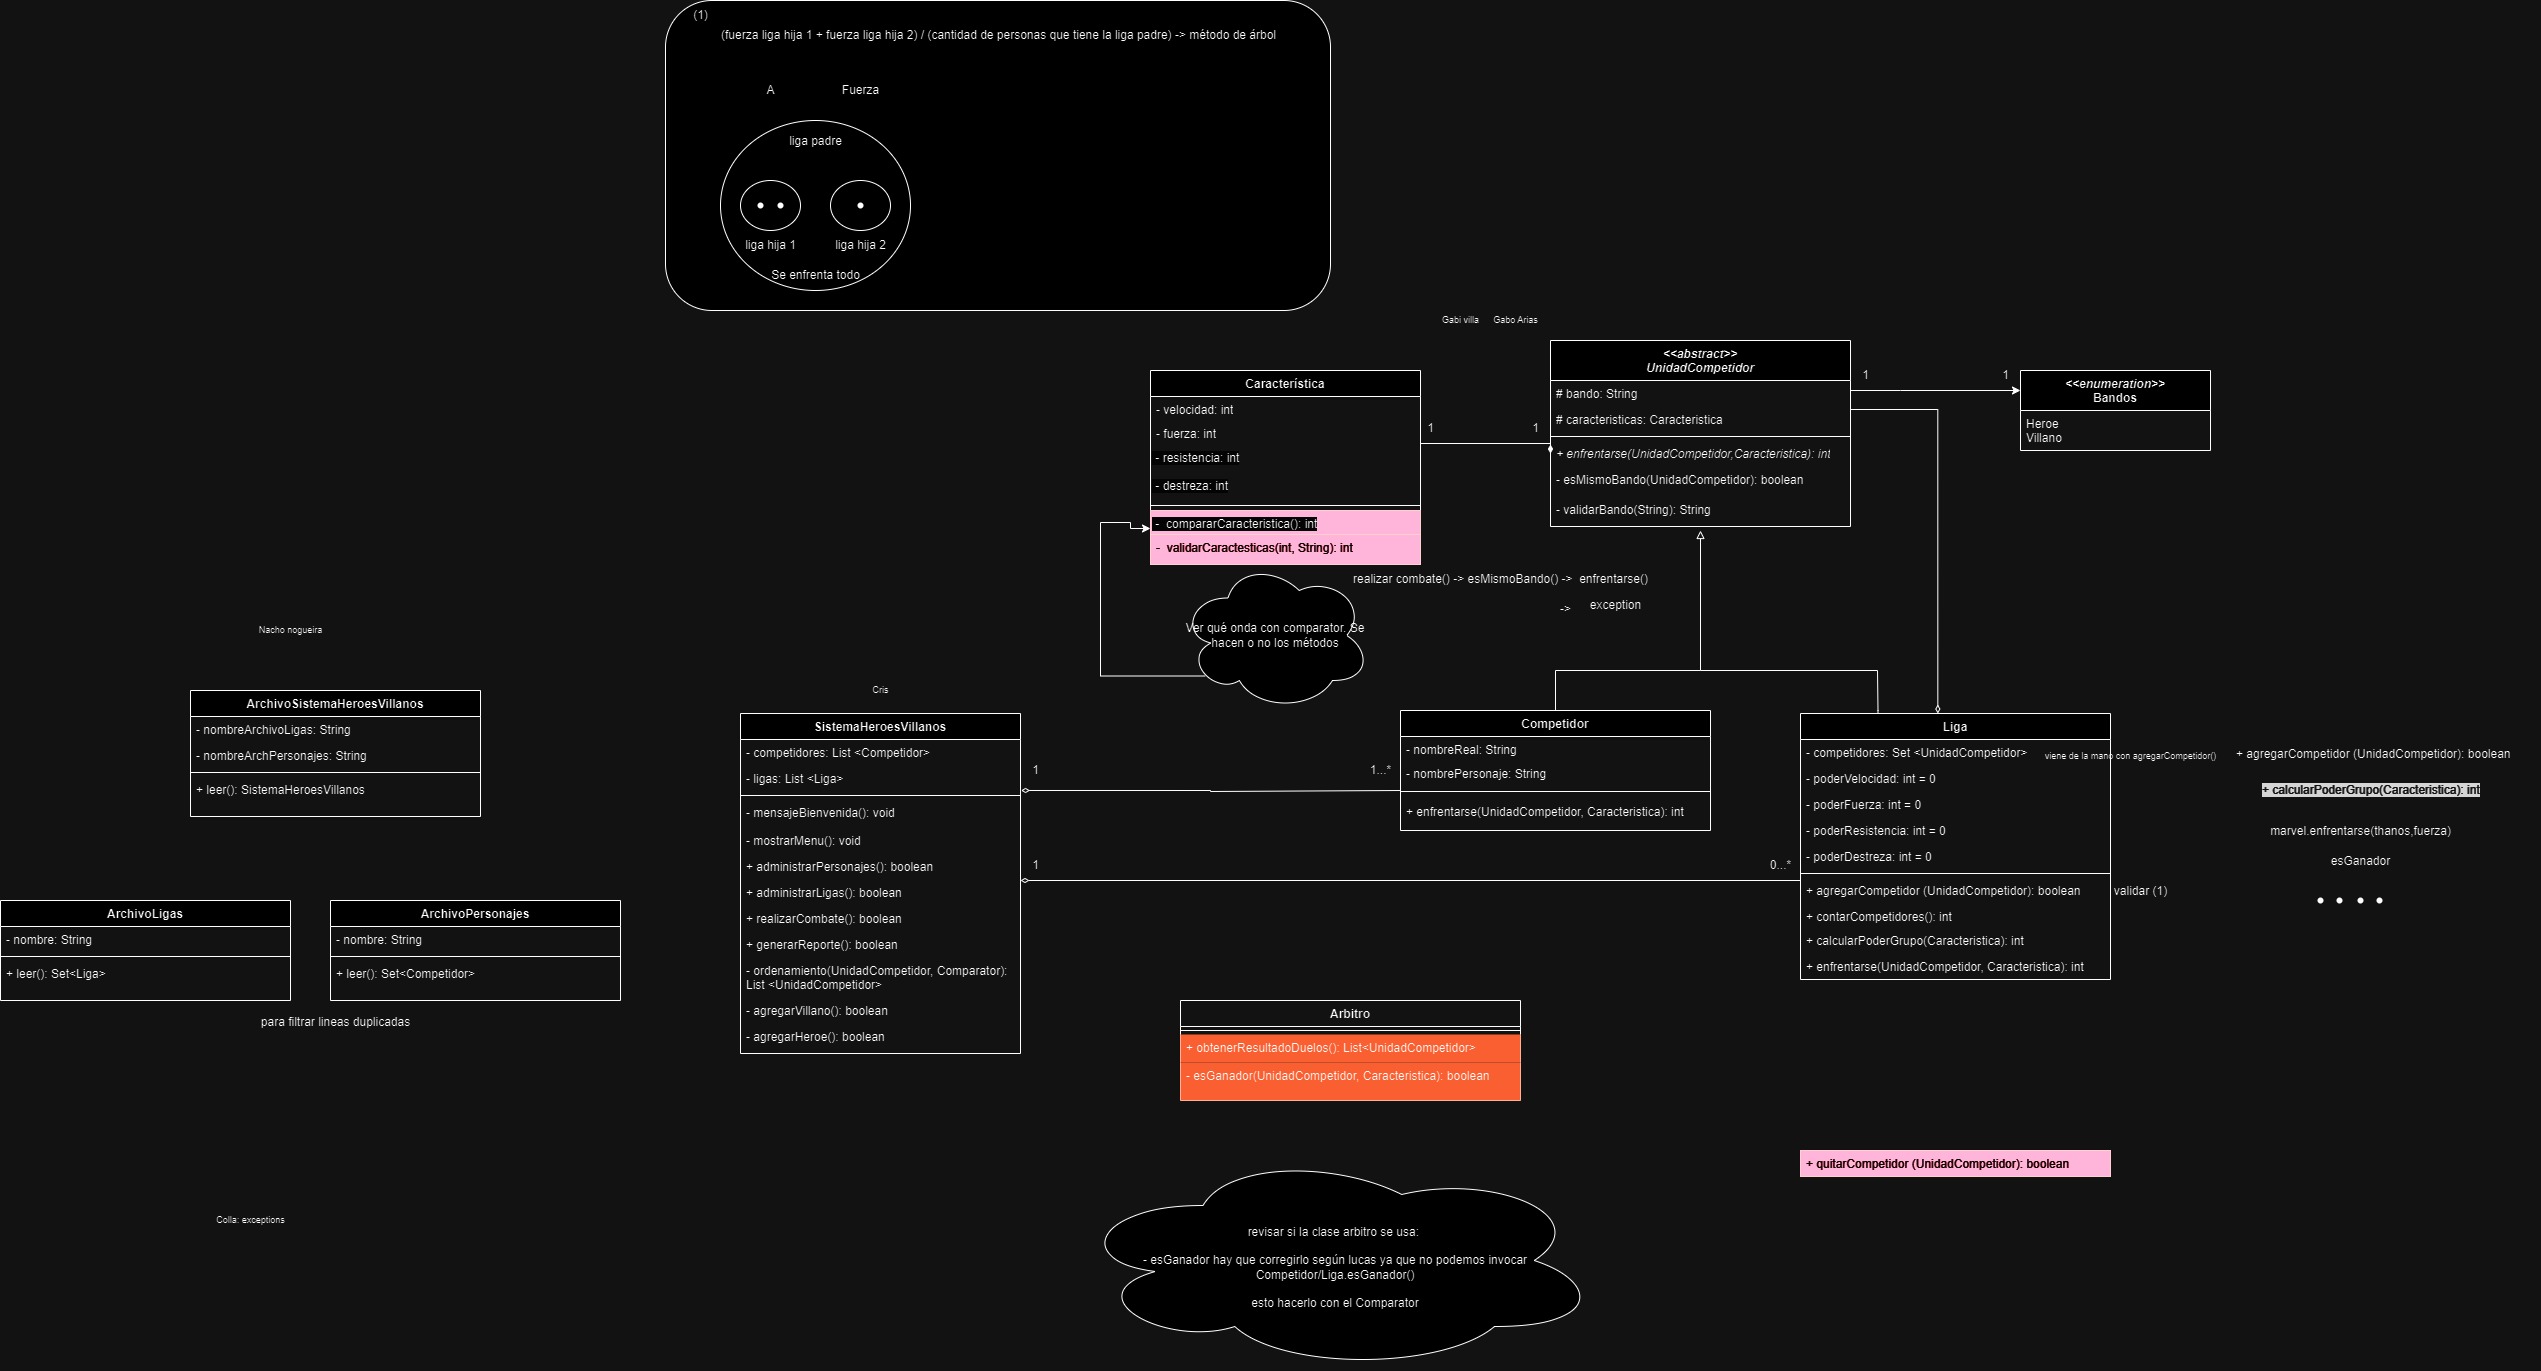 (1)
(fuerza liga hija 1 + fuerza liga hija 2) / (cantidad de personas que tiene la liga padre) -> método de árbol
A
Fuerza
liga padre
liga hija 1
liga hija 2
Se enfrenta todo
Gabi villa
Gabo Arias
Característica
- velocidad: int
- fuerza: int
- resistencia: int
- destreza: int
- compararCaracteristica(): int
- validarCaractesticas(int, String): int
1
1
<<abstract>>
UnidadCompetidor
# bando: String
# caracteristicas: Caracteristica
+ enfrentarse(UnidadCompetidor,Caracteristica): int
- esMismoBando(UnidadCompetidor): boolean
- validarBando(String): String
1
1
<<enumeration>>
Bandos
Heroe
Villano
realizar combate() -> esMismoBando() -> enfrentarse()
-> exception
Ver qué onda con comparator. Se
hacen o no los métodos
Nacho nogueira
ArchivoSistemaHeroesVillanos
- nombreArchivoLigas: String
- nombreArchPersonajes: String
+ leer(): SistemaHeroesVillanos
ArchivoLigas
- nombre: String
+ leer(): Set<Liga>
ArchivoPersonajes
- nombre: String
+ leer(): Set<Competidor>
para filtrar lineas duplicadas
Colla: exceptions
Cris
SistemaHeroesVillanos
- competidores: List <Competidor>
- ligas: List <Liga>
- mensajeBienvenida(): void
- mostrarMenu(): void
+ administrarPersonajes(): boolean
+ administrarLigas(): boolean
+ realizarCombate(): boolean
+ generarReporte(): boolean
- ordenamiento(UnidadCompetidor, Comparator):
List <UnidadCompetidor>
- agregarVillano(): boolean
- agregarHeroe(): boolean
1
1...*
1
0...*
Competidor
- nombreReal: String
- nombrePersonaje: String
+ enfrentarse(UnidadCompetidor, Caracteristica): int
Liga
- competidores: Set <UnidadCompetidor>
- poderVelocidad: int = 0
- poderFuerza: int = 0
- poderResistencia: int = 0
- poderDestreza: int = 0
+ agregarCompetidor (UnidadCompetidor): boolean
+ contarCompetidores(): int
+ calcularPoderGrupo(Caracteristica): int
+ enfrentarse(UnidadCompetidor, Caracteristica): int
viene de la mano con agregarCompetidor()
validar (1)
+ agregarCompetidor (UnidadCompetidor): boolean
+ calcularPoderGrupo(Caracteristica): int
marvel.enfrentarse(thanos,fuerza)
esGanador
Arbitro
+ obtenerResultadoDuelos(): List<UnidadCompetidor>
- esGanador(UnidadCompetidor, Caracteristica): boolean
+ quitarCompetidor (UnidadCompetidor): boolean
revisar si la clase arbitro se usa:
- esGanador hay que corregirlo según lucas ya que no podemos invocar
Competidor/Liga.esGanador()
esto hacerlo con el Comparator